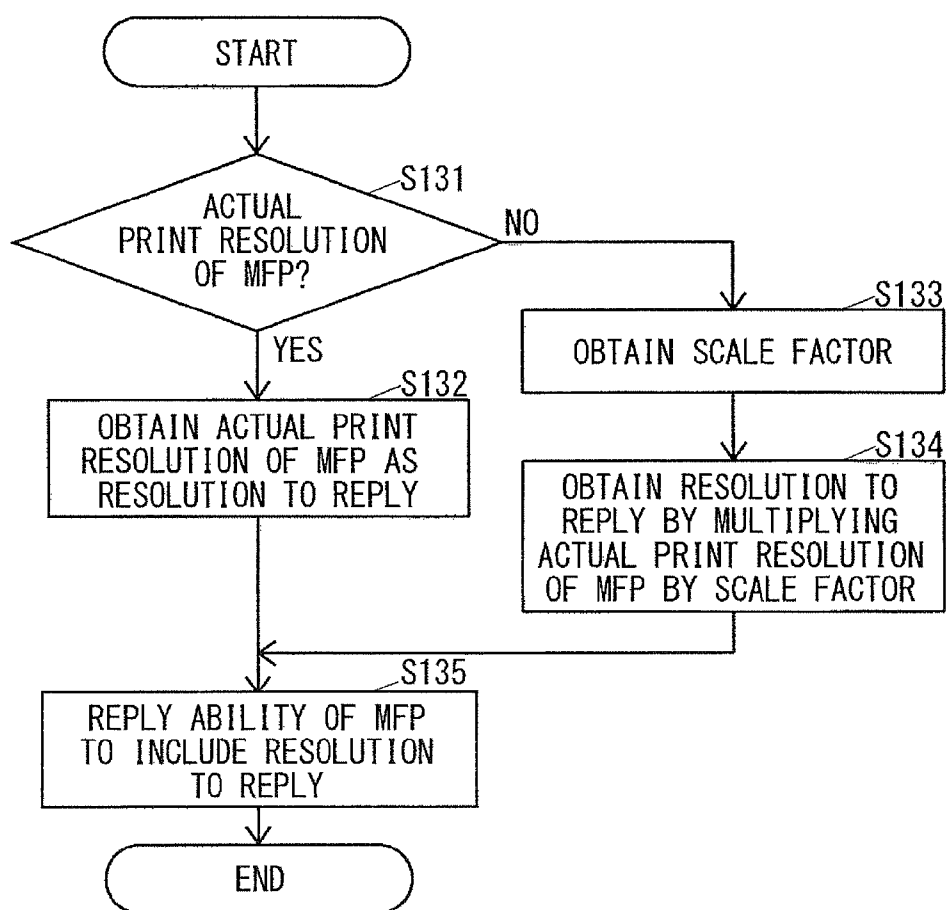 START
S131
ACTUAL
PRINT RESOLUTION
OF MFP?
NO
YES
S132
OBTAIN ACTUAL PRINT
RESOLUTION OF MFP AS
RESOLUTION TO REPLY
S133
OBTAIN SCALE FACTOR
S134
OBTAIN RESOLUTION TO
REPLY BY MULTIPLYING
ACTUAL PRINT RESOLUTION
OF MFP BY SCALE FACTOR
S135
REPLY ABILITY OF MFP
TO INCLUDE RESOLUTION
TO REPLY
END